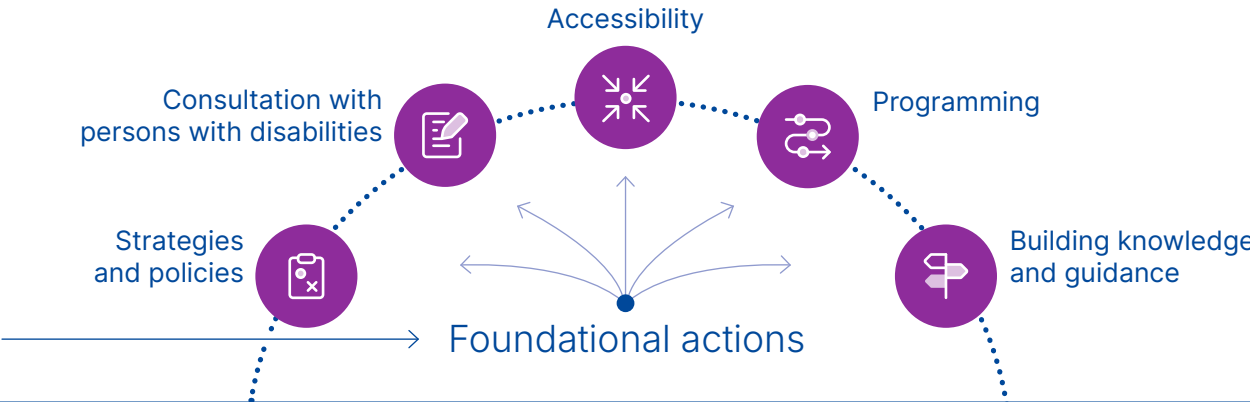 Accessibility
Consultation with
persons with disabilities
Programming
Strategies
and policies
Building knowledge
and guidance
Foundational actions